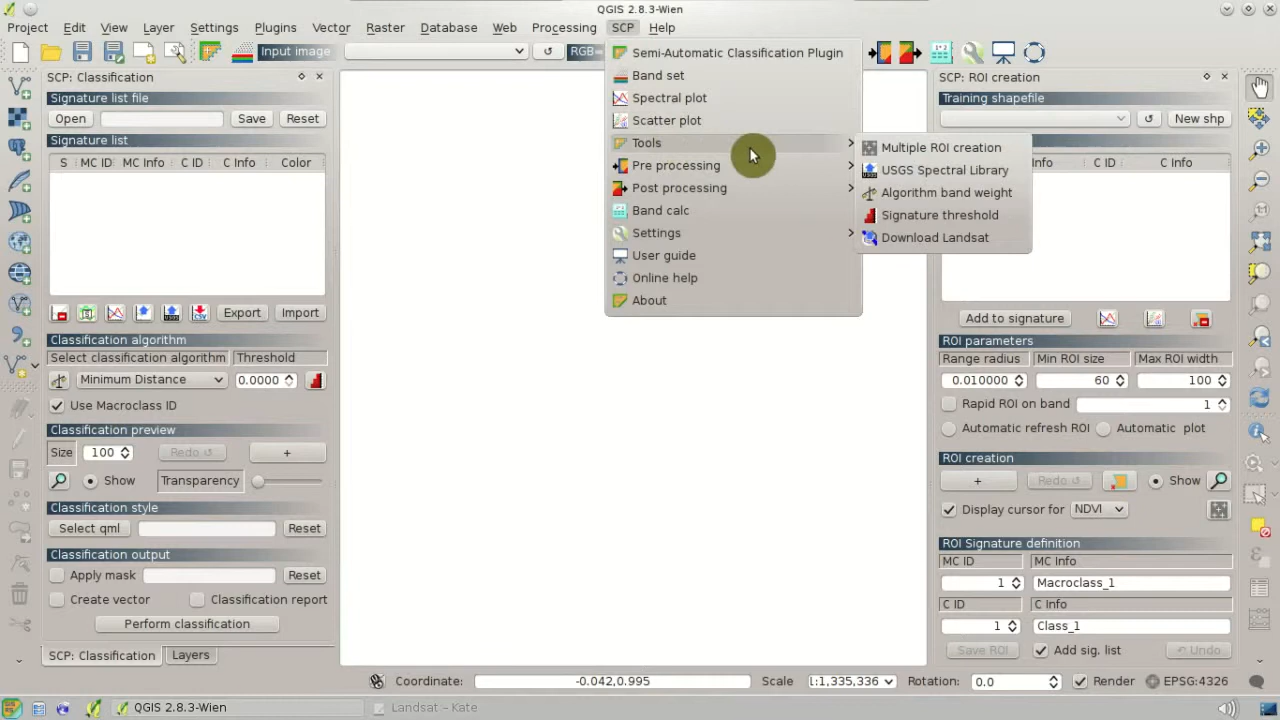 QGIS 2.8.3-Wien
Project Edit View Layer Settings Plugins Vector Raster Database Web Processing SCP Help
Input image RGB=
SCP: Classification
Signature list file
Open Save Reset
Signature list
S MC ID MC Info C ID C Info Color
Export Import
Classification algorithm
Select classification algorithm Threshold
Minimum Distance 0.0000
Use Macroclass ID
Classification preview
Size 100 Redo ↺ +
Show Transparency
Classification style
Select qml Reset
Classification output
Apply mask Reset
Create vector Classification report
Perform classification
SCP: Classification Layers
Semi-Automatic Classification Plugin
Band set
Spectral plot
Scatter plot
Tools
Pre processing
Post processing
Band calc
Settings
User guide
Online help
About
Multiple ROI creation
USGS Spectral Library
Algorithm band weight
Signature threshold
Download Landsat
SCP: ROI creation
Training shapefile
↺ New shp
Info C ID C Info
Add to signature
ROI parameters
Range radius Min ROI size Max ROI width
0.010000 60 100
Rapid ROI on band 1
Automatic refresh ROI Automatic plot
ROI creation
+ Redo ↺ Show
Display cursor for NDVI
ROI Signature definition
MC ID MC Info
1 Macroclass_1
C ID C Info
1 Class_1
Save ROI Add sig. list ↶ Undo
Coordinate: -0.042,0.995 Scale 1:1,335,336 Rotation: 0.0 Render EPSG:4326
QGIS 2.8.3-Wien Landsat – Kate